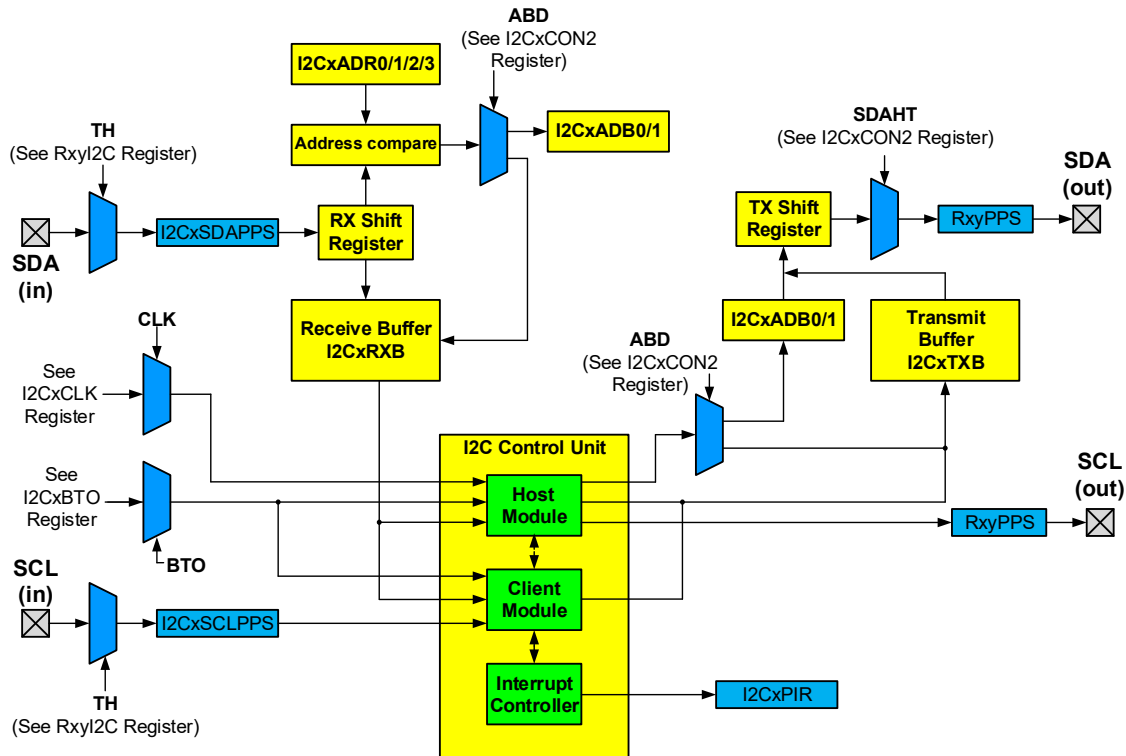 ABD
(See I2CxCON2
Register)
I2CxADR0/1/2/3
TH
(See RxyI2C Register)
Address compare
I2CxADB0/1
SDAHT
(See I2CxCON2 Register)
SDA
(out)
I2CxSDAPPS
RX Shift
Register
TX Shift
Register
RxyPPS
SDA
(in)
CLK
Receive Buffer
I2CxRXB
I2CxADB0/1
Transmit
Buffer
I2CxTXB
ABD
(See I2CxCON2
Register)
See
I2CxCLK
Register
I2C Control Unit
See
I2CxBTO
Register
Host
Module
SCL
(out)
RxyPPS
BTO
SCL
(in)
Client
Module
I2CxSCLPPS
Interrupt
Controller
I2CxPIR
TH
(See RxyI2C Register)